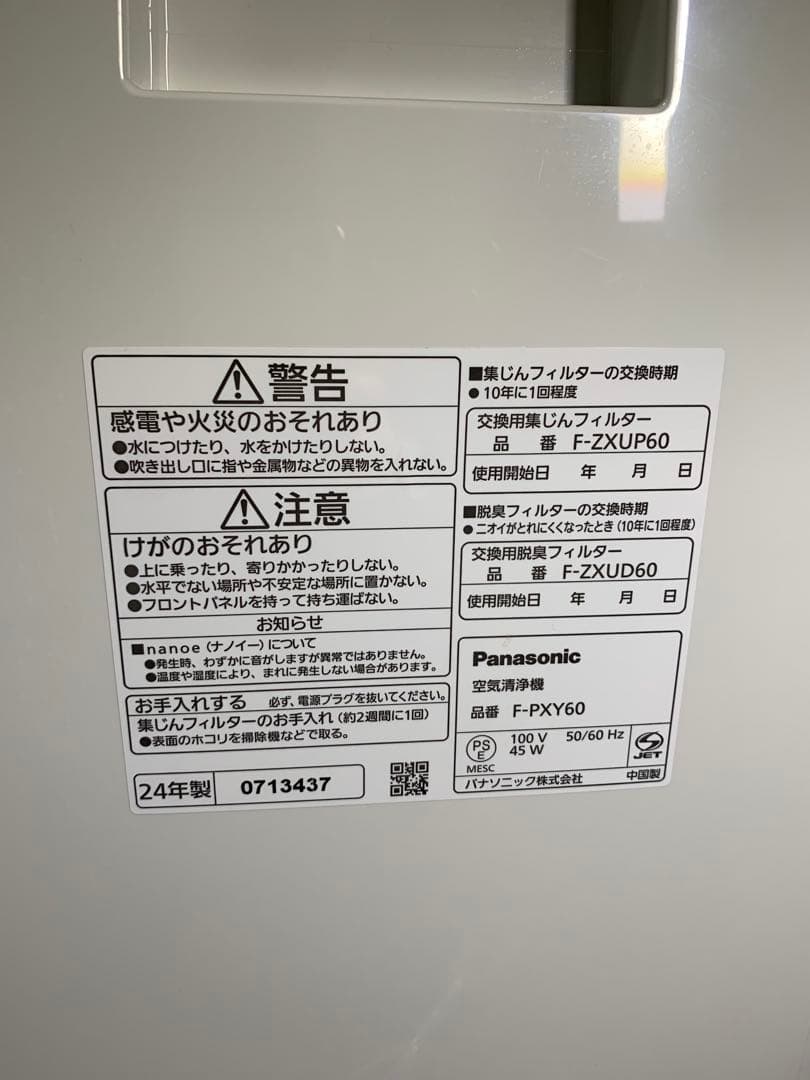 警告
感電や火災のおそれあり
●水につけたり、水をかけたりしない。
●吹き出し口に指や金属物などの異物を入れない。
注意
けがのおそれあり
●上に乗ったり、寄りかかったりしない。
●水平でない場所や不安定な場所に置かない。
●フロントパネルを持って持ち運ばない。
お知らせ
■nanoe（ナノイー）について
●発生時、わずかに音がしますが異常ではありません。
●温度や湿度により、まれに発生しない場合があります。
お手入れする 必ず、電源プラグを抜いてください。
集じんフィルターのお手入れ（約2週間に1回）
●表面のホコリを掃除機などで取る。
24年製 0713437
■集じんフィルターの交換時期
●10年に1回程度
交換用集じんフィルター
品番 F-ZXUP60
使用開始日 年 月 日
■脱臭フィルターの交換時期
●ニオイがとれにくくなったとき（10年に1回程度）
交換用脱臭フィルター
品番 F-ZXUD60
使用開始日 年 月 日
Panasonic
空気清浄機
品番 F-PXY60
PSE
MESC
100 V 50/60 Hz
45 W
JET
パナソニック株式会社 中国製